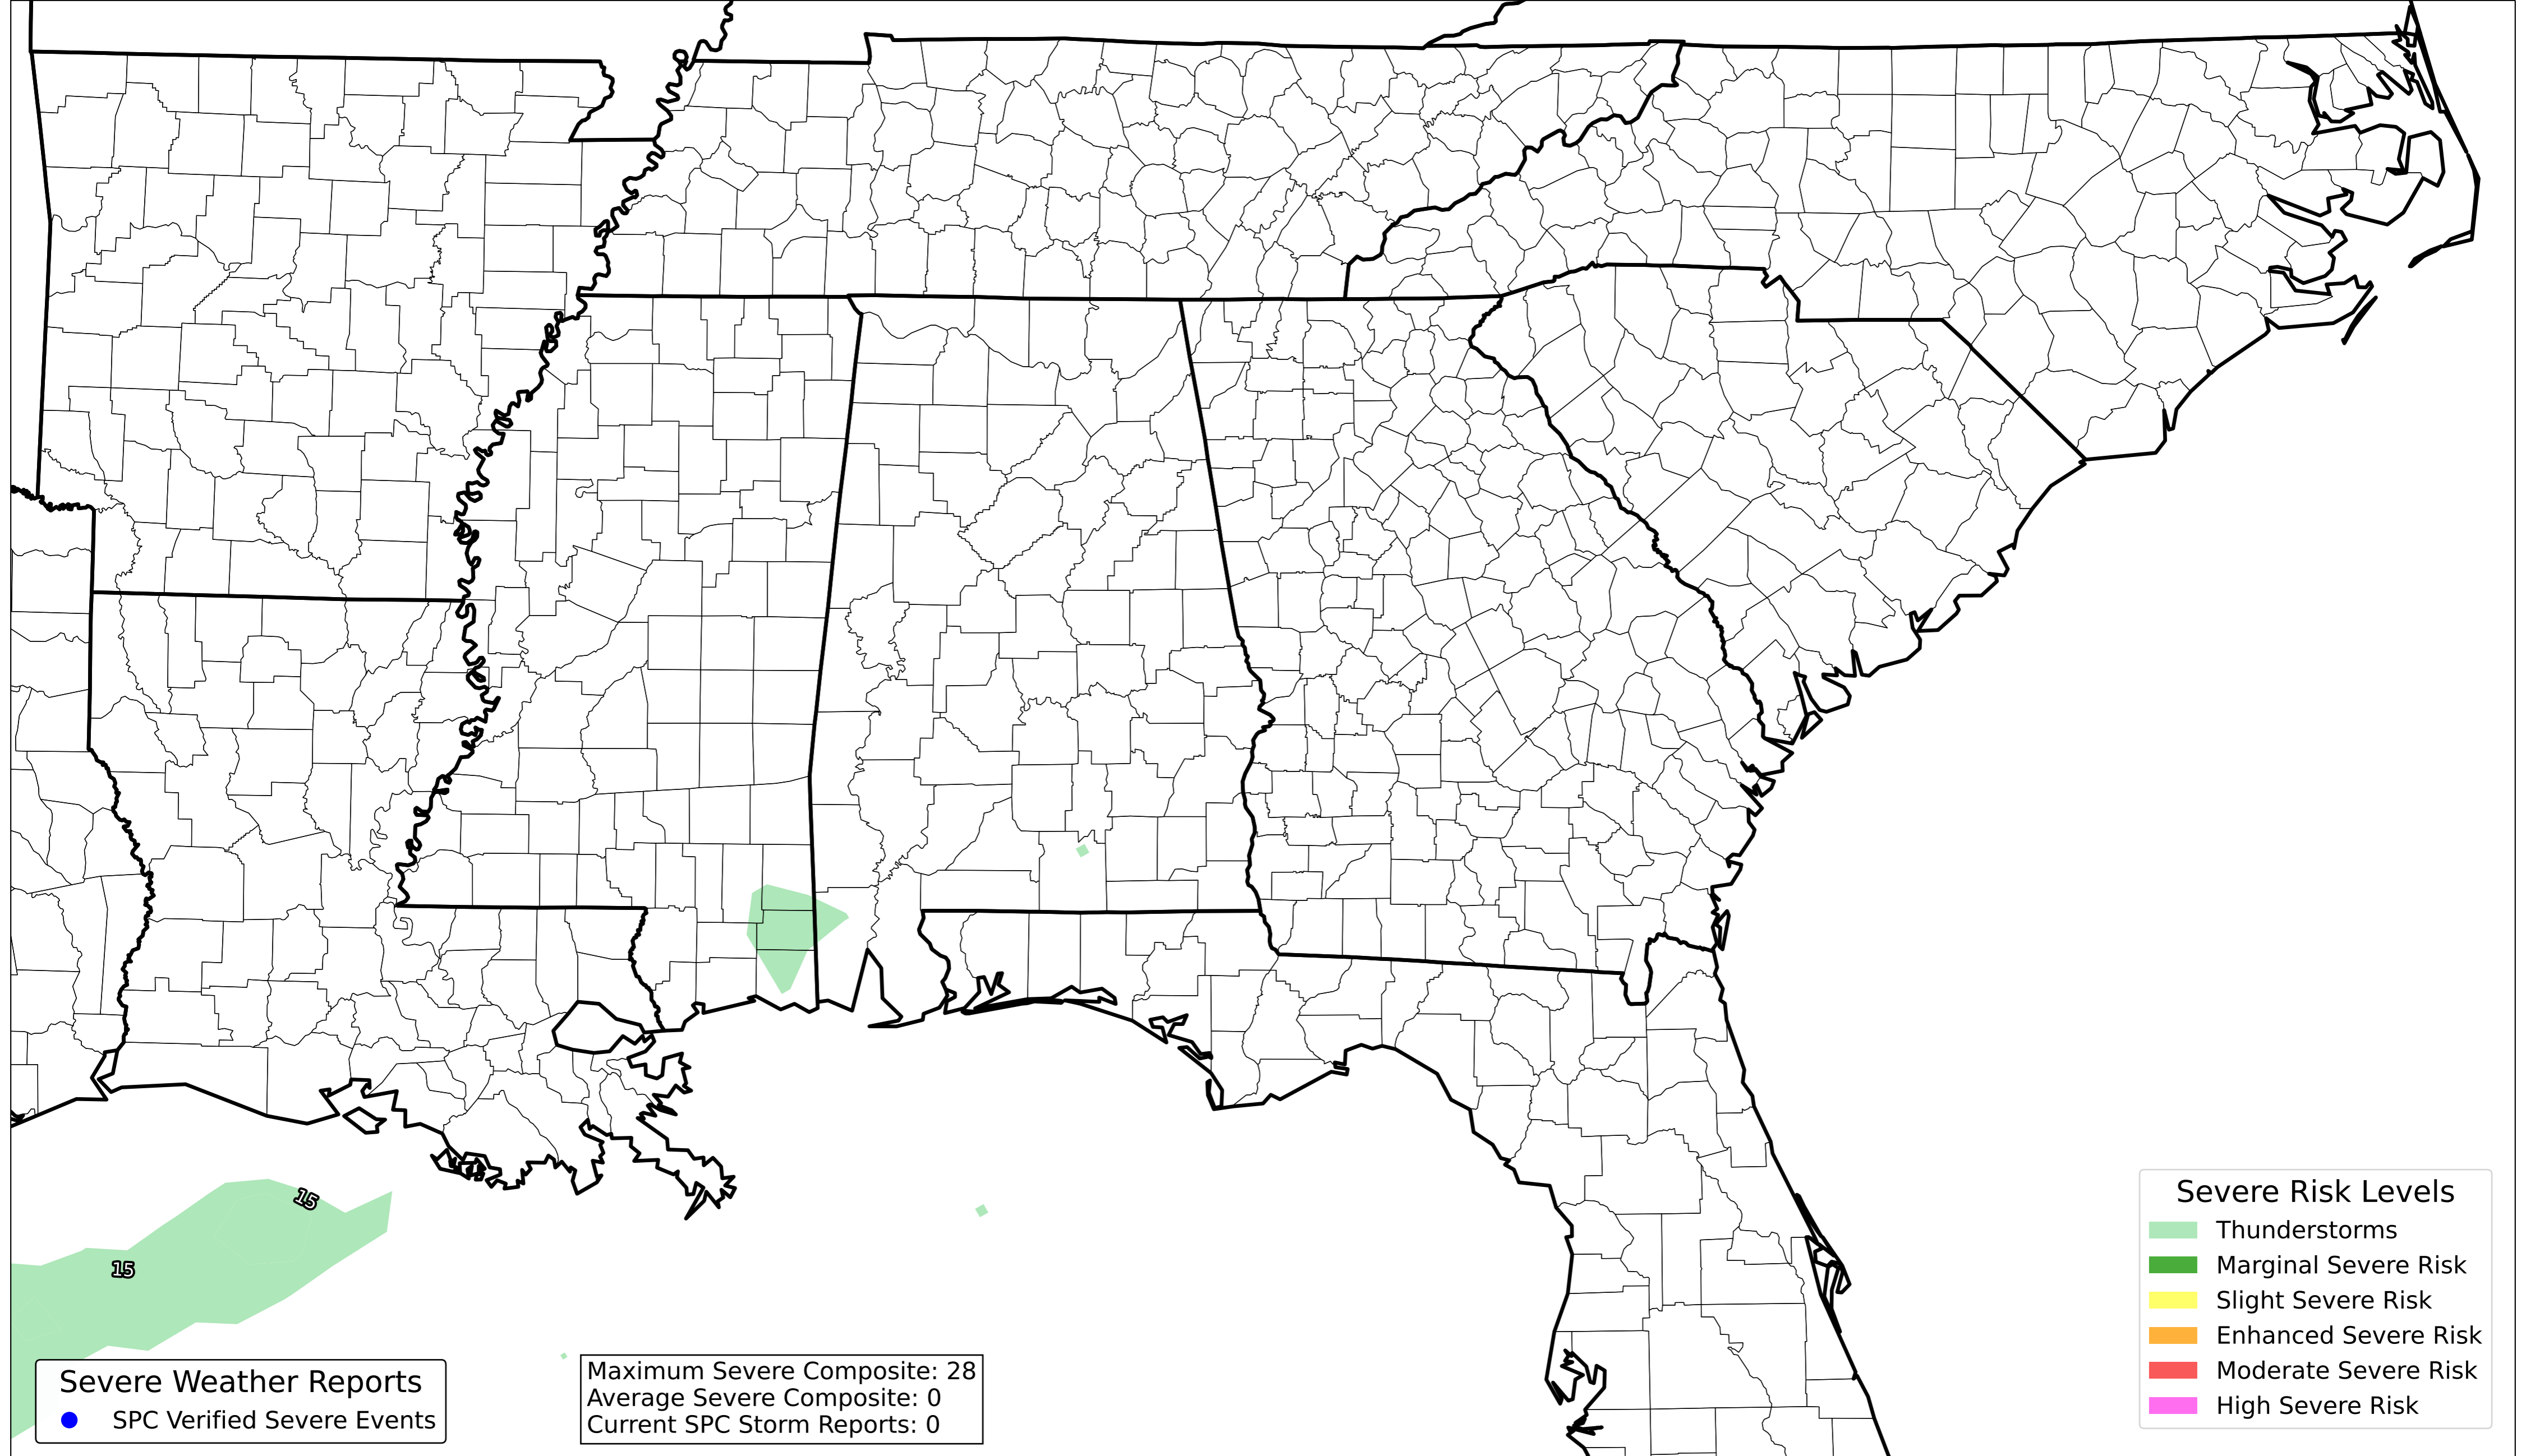 15
15
Severe Weather Reports
SPC Verified Severe Events
Maximum Severe Composite: 28
Average Severe Composite: 0
Current SPC Storm Reports: 0
Severe Risk Levels
Thunderstorms
Marginal Severe Risk
Slight Severe Risk
Enhanced Severe Risk
Moderate Severe Risk
High Severe Risk